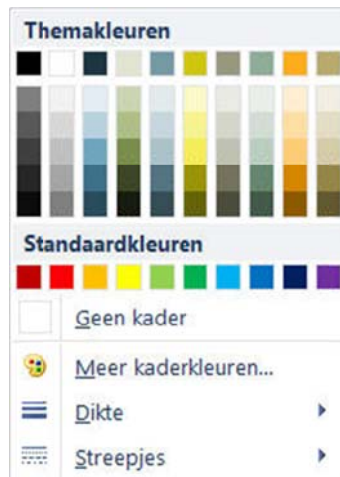 Themakleuren
Standaardkleuren
Geen kader
Meer kaderkleuren...
Dikte
Streepjes